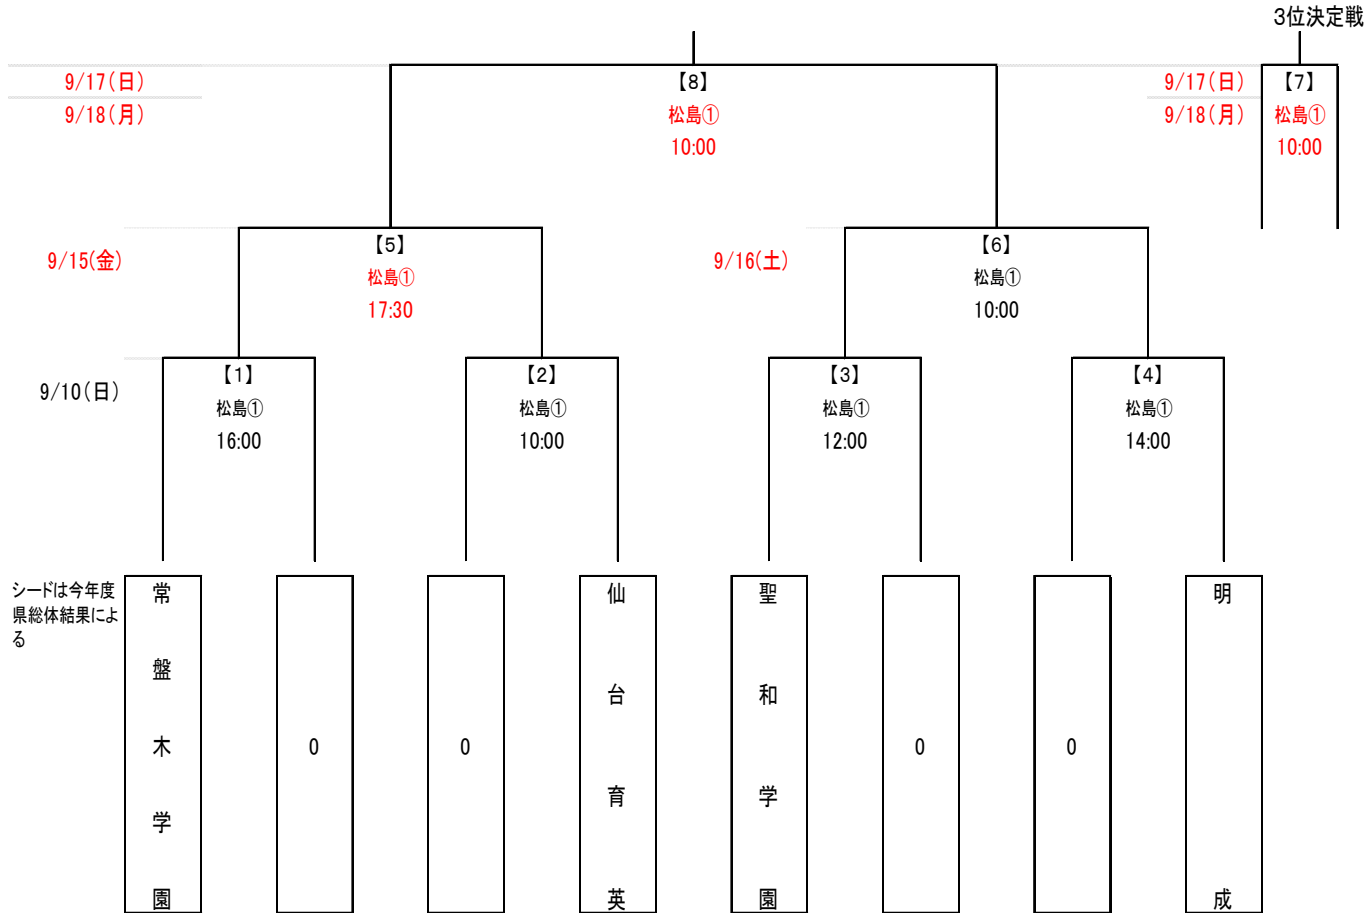 3位決定戦
9/17(日)
【8】
9/17(日)
【7】
9/18(月)
松島①
9/18(月)
松島①
10:00
10:00
【5】
【6】
9/15(金)
9/16(土)
松島①
松島①
17:30
10:00
【1】
【2】
【3】
【4】
9/10(日)
松島①
松島①
松島①
松島①
16:00
10:00
12:00
14:00
シードは今年度
県総体結果によ
る
常盤木学園
0
0
仙台育英
聖和学園
0
0
明成